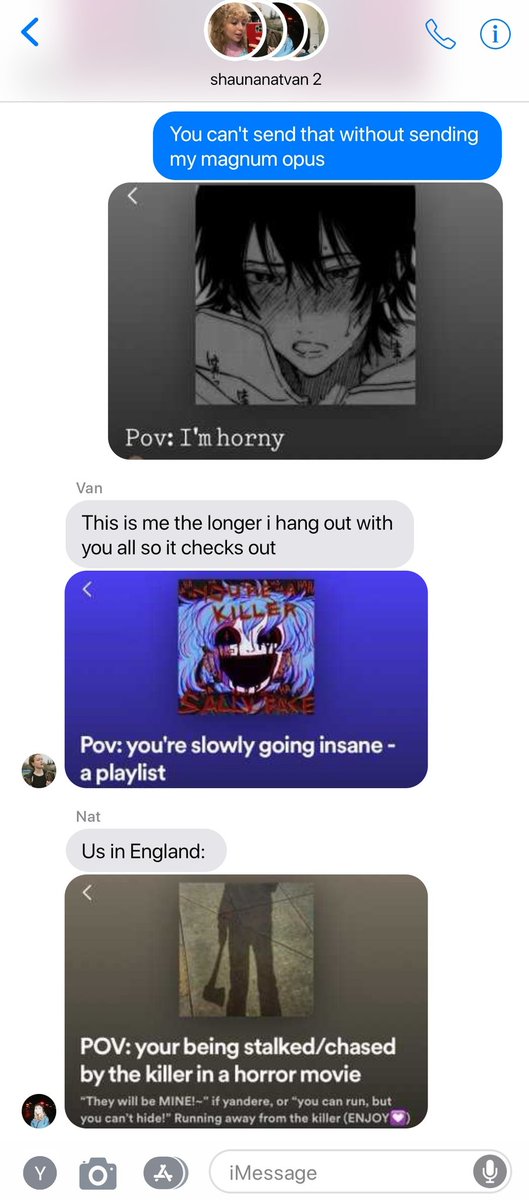 shaunanatvan 2
You can't send that without sending
my magnum opus
Pov: I'm horny
Van
This is me the longer i hang out with
you all so it checks out
YOU'RE A
KILLER
SALLY FACE
Pov: you're slowly going insane -
a playlist
Nat
Us in England:
POV: your being stalked/chased
by the killer in a horror movie
“They will be MINE!~” if yandere, or “you can run, but
you can't hide!” Running away from the killer (ENJOY💟)
Y
iMessage